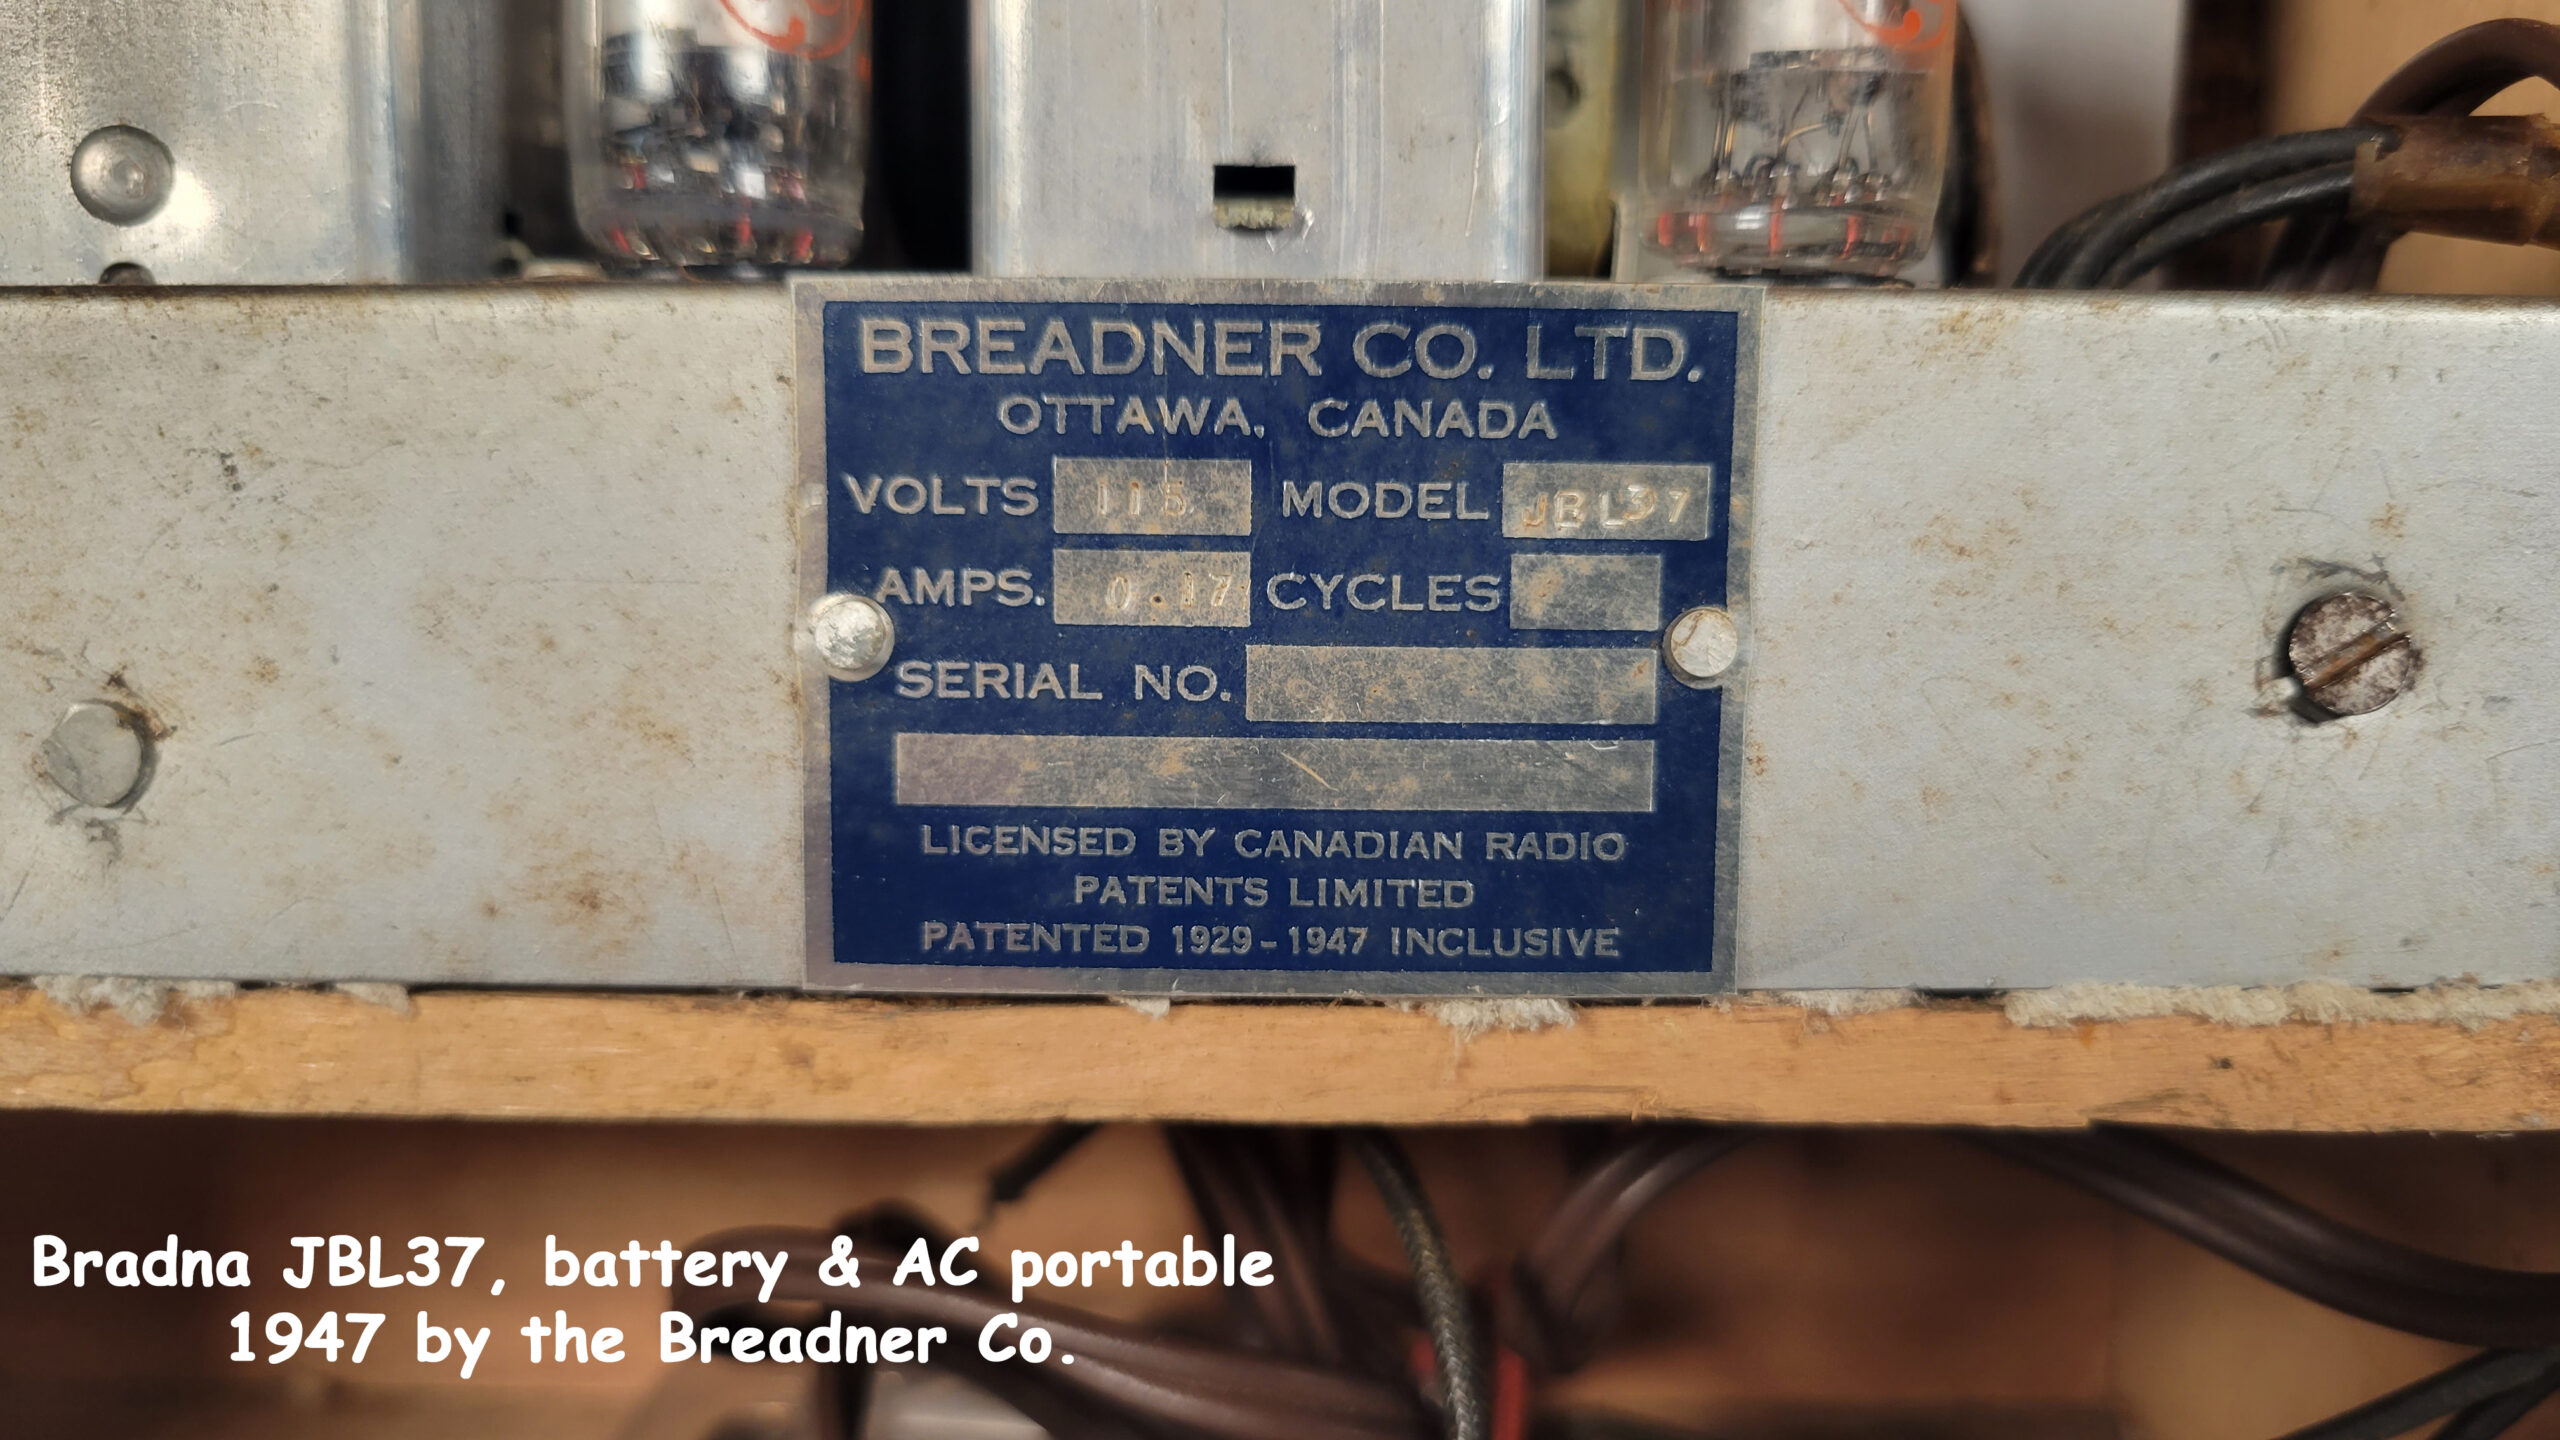 BREADNER CO. LTD.
OTTAWA, CANADA
VOLTS 115 MODEL JBL37
AMPS. 0.17 CYCLES
SERIAL NO.
LICENSED BY CANADIAN RADIO
PATENTS LIMITED
PATENTED 1929-1947 INCLUSIVE
Bradna JBL37, battery & AC portable
1947 by the Breadner Co.